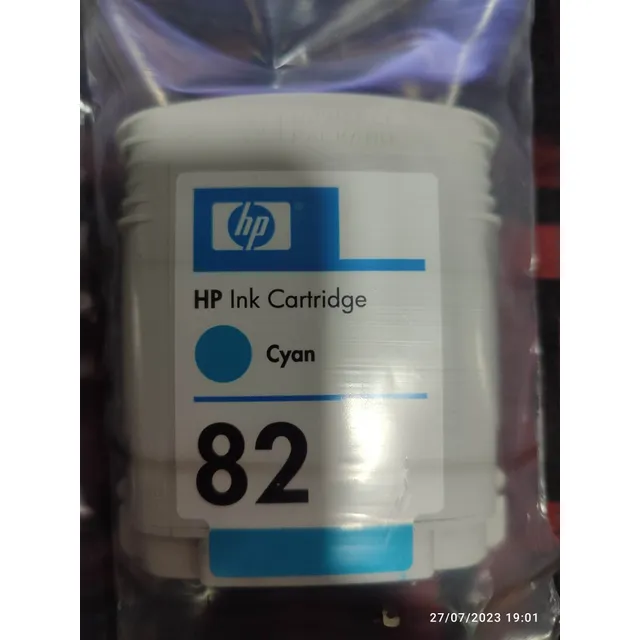 hp
HP Ink Cartridge
Cyan
82
27/07/2023 19:01